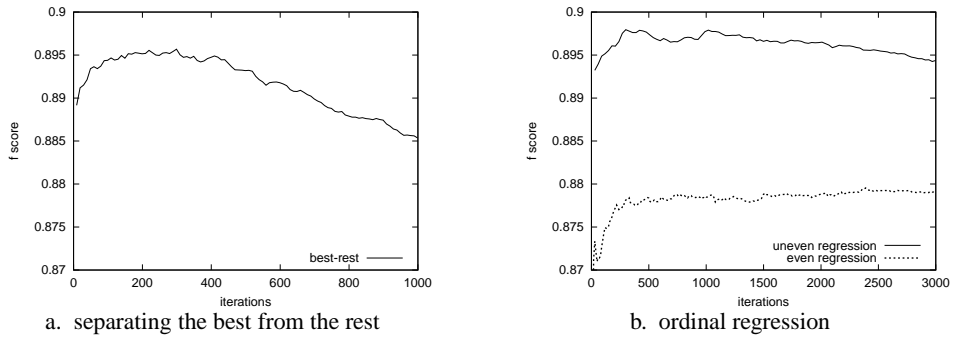 0.9
0.895
0.89
0.885
0.88
0.875
0.87
f score
best-rest
0 200 400 600 800 1000
iterations
a. separating the best from the rest
0.9
0.895
0.89
0.885
0.88
0.875
0.87
f score
uneven regression
even regression
0 500 1000 1500 2000 2500 3000
iterations
b. ordinal regression